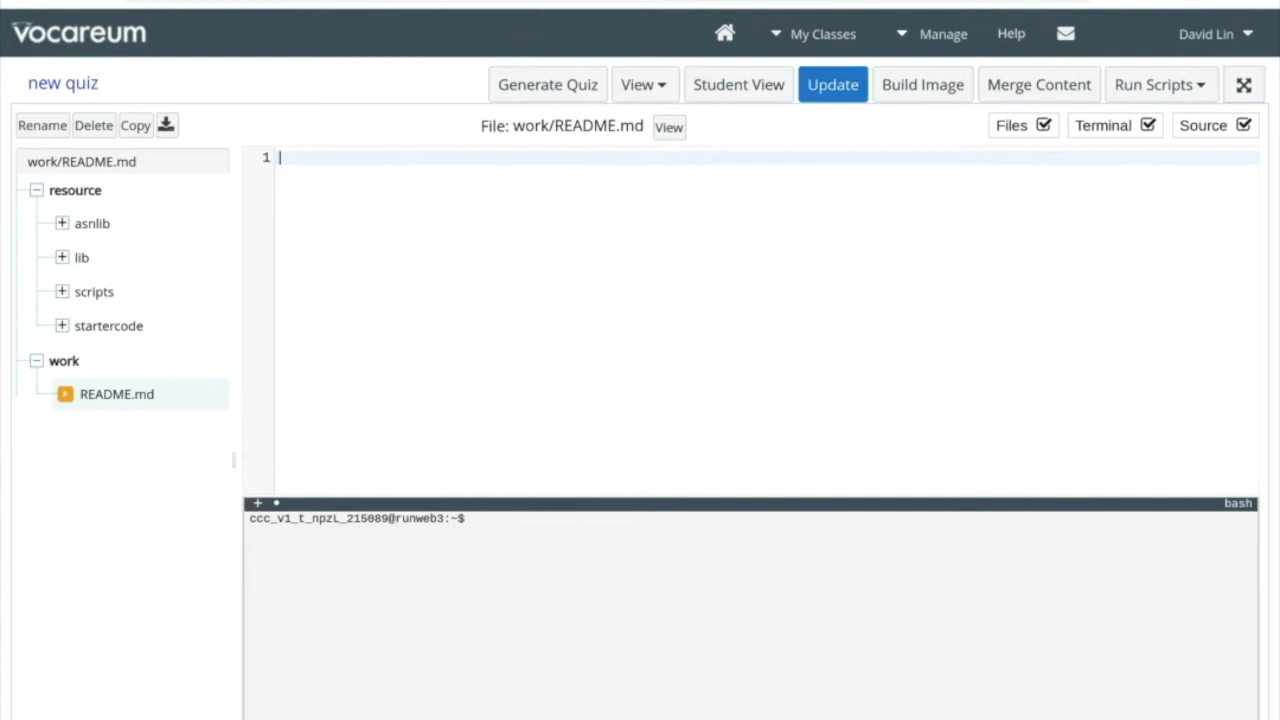 Vocareum
My Classes
Manage
Help
David Lin
new quiz
Generate Quiz
View
Student View
Update
Build Image
Merge Content
Run Scripts
Rename
Delete
Copy
File: work/README.md
View
Files
Terminal
Source
work/README.md
1
resource
asnlib
lib
scripts
startercode
work
README.md
bash
ccc_v1_t_npzL_215089@runweb3:~$